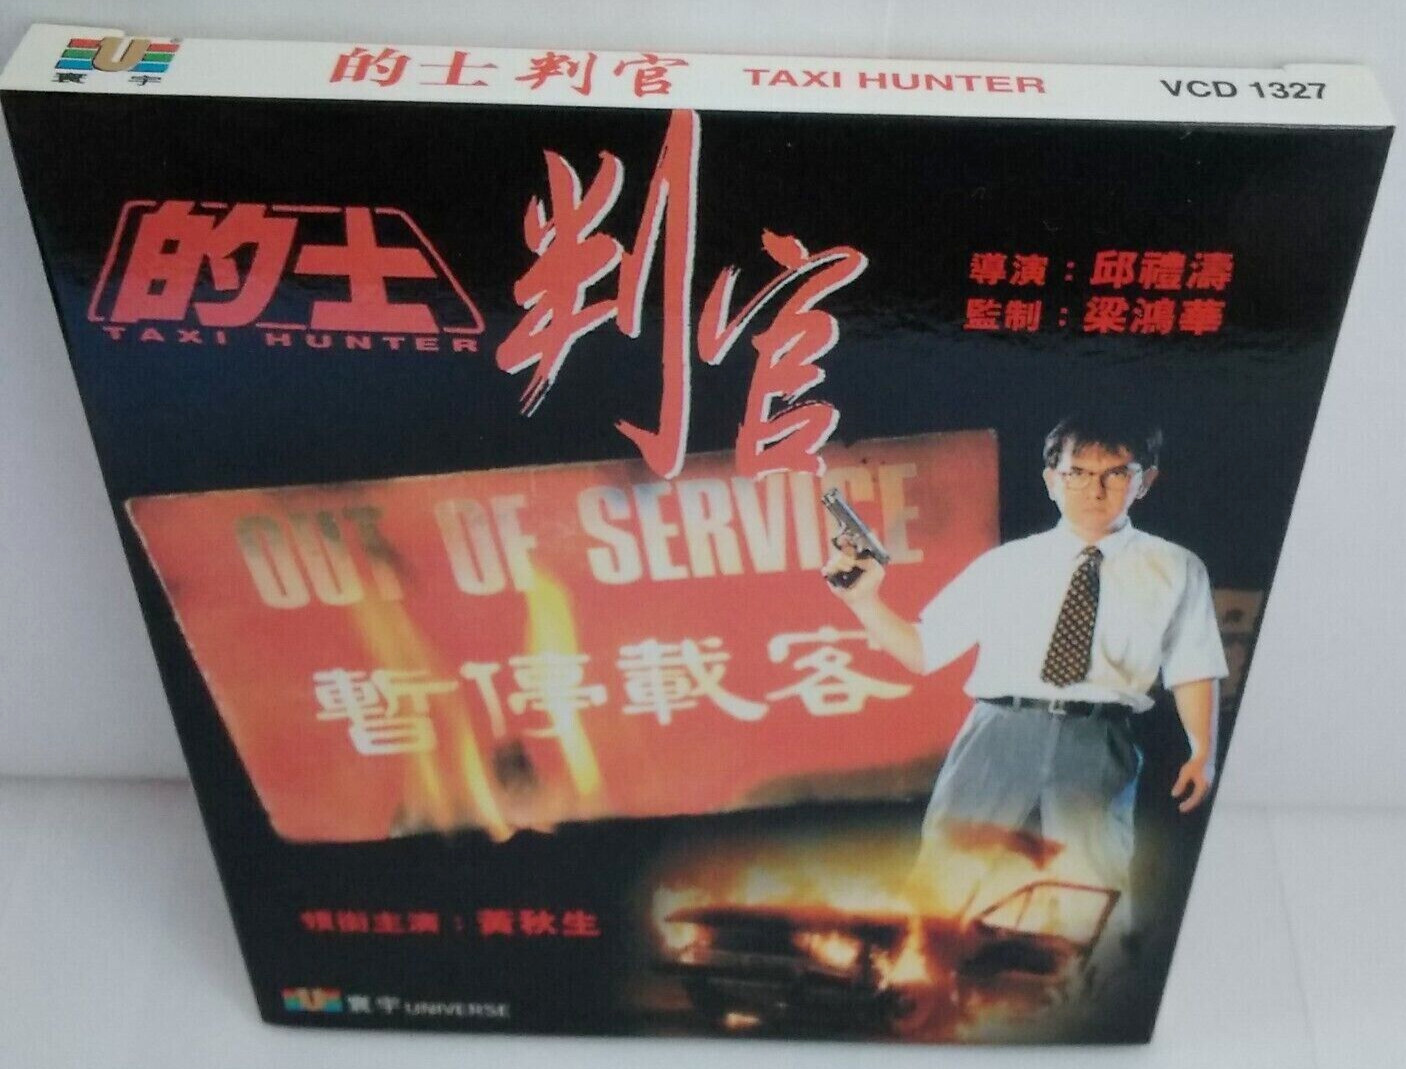 寰宇
的士判官 TAXI HUNTER VCD 1327
的士判官
TAXI HUNTER
導演：邱禮濤
監制：梁鴻華
OUT OF SERVICE
暫停載客
領銜主演：黃秋生
寰宇 UNIVERSE